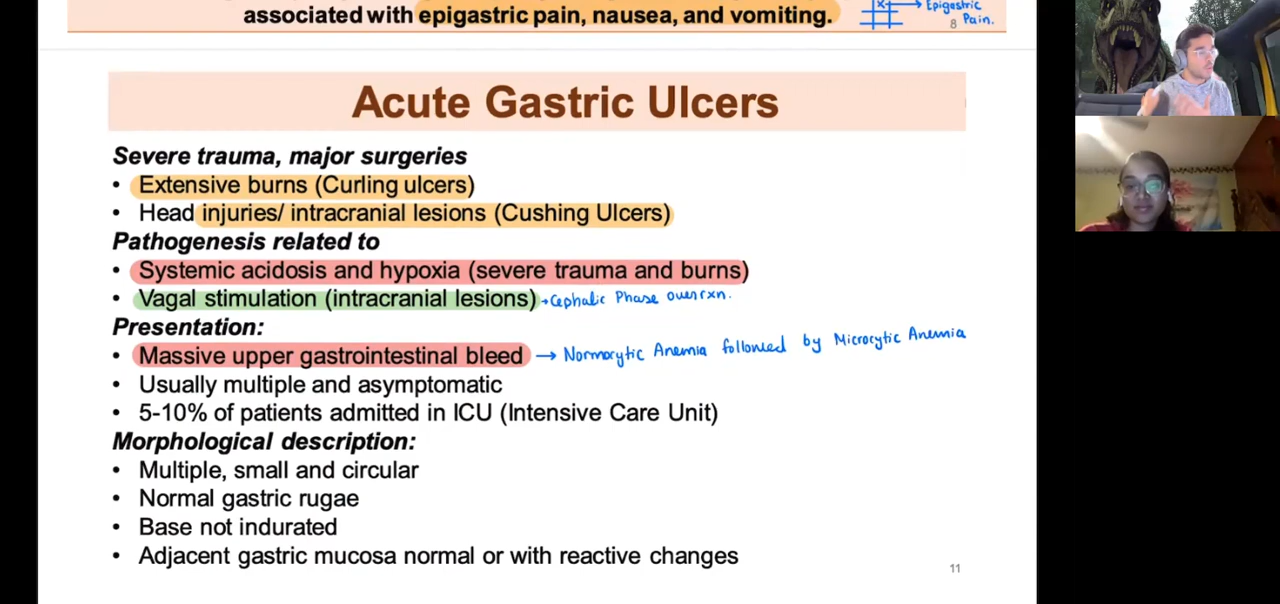 associated with epigastric pain, nausea, and vomiting.
Epigastric
Pain.
8
Acute Gastric Ulcers
Severe trauma, major surgeries
• Extensive burns (Curling ulcers)
• Head injuries/ intracranial lesions (Cushing Ulcers)
Pathogenesis related to
• Systemic acidosis and hypoxia (severe trauma and burns)
• Vagal stimulation (intracranial lesions) → Cephalic Phase overrxn.
Presentation:
• Massive upper gastrointestinal bleed → Normocytic Anemia followed by Microcytic Anemia
• Usually multiple and asymptomatic
• 5-10% of patients admitted in ICU (Intensive Care Unit)
Morphological description:
• Multiple, small and circular
• Normal gastric rugae
• Base not indurated
• Adjacent gastric mucosa normal or with reactive changes
11